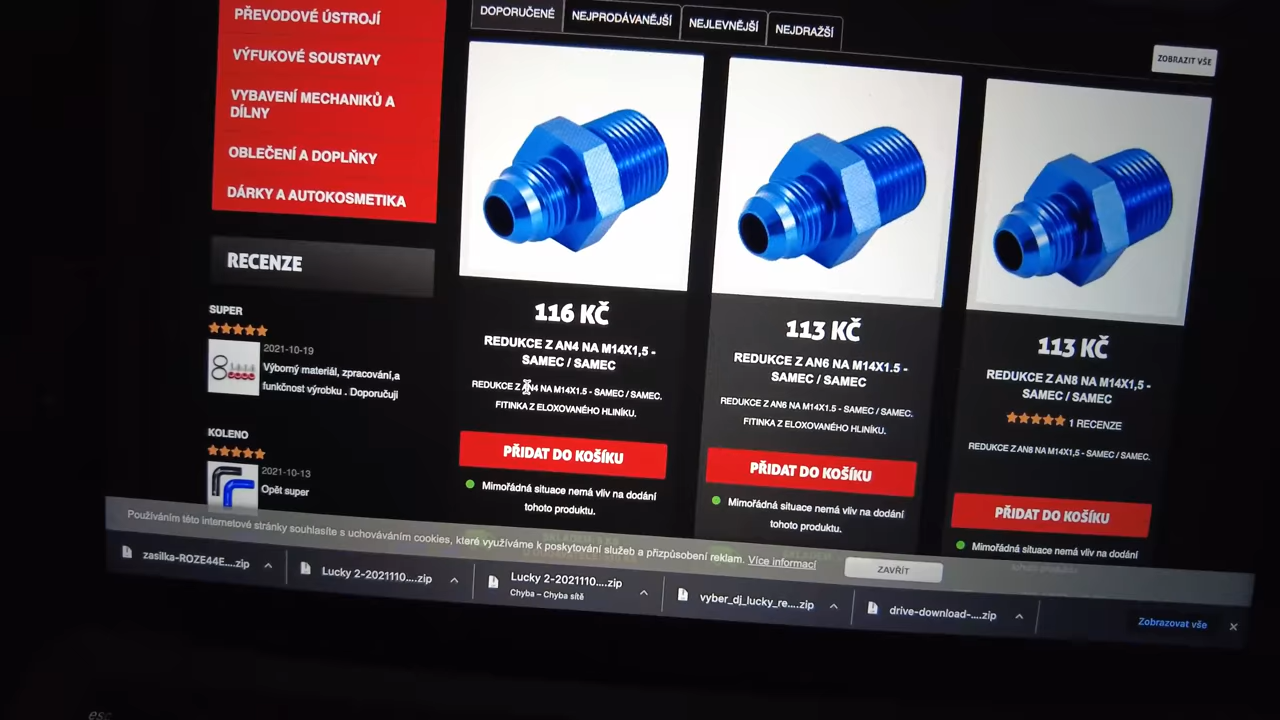 PŘEVODOVÉ ÚSTROJÍ
VÝFUKOVÉ SOUSTAVY
VYBAVENÍ MECHANIKŮ A
DÍLNY
OBLEČENÍ A DOPLŇKY
DÁRKY A AUTOKOSMETIKA
RECENZE
SUPER
2021-10-19
Výborný materiál, zpracování,a
funkčnost výrobku . Doporučuji
KOLENO
2021-10-13
Opět super
DOPORUČENÉ
NEJPRODÁVANĚJŠÍ
NEJLEVNĚJŠÍ
NEJDRAŽŠÍ
ZOBRAZIT VŠE
116 KČ
REDUKCE Z AN4 NA M14X1,5 -
SAMEC / SAMEC
REDUKCE Z AN4 NA M14X1.5 - SAMEC / SAMEC.
FITINKA Z ELOXOVANÉHO HLINÍKU.
PŘIDAT DO KOŠÍKU
Mimořádná situace nemá vliv na dodání
tohoto produktu.
113 KČ
REDUKCE Z AN6 NA M14X1.5 -
SAMEC / SAMEC
REDUKCE Z AN6 NA M14X1.5 - SAMEC / SAMEC.
FITINKA Z ELOXOVANÉHO HLINÍKU.
PŘIDAT DO KOŠÍKU
Mimořádná situace nemá vliv na dodání
tohoto produktu.
113 KČ
REDUKCE Z AN8 NA M14X1,5 -
SAMEC / SAMEC
1 RECENZE
REDUKCE Z AN8 NA M14X1,5 - SAMEC / SAMEC.
PŘIDAT DO KOŠÍKU
Mimořádná situace nemá vliv na dodání
tohoto produktu.
Používáním této internetové stránky souhlasíte s uchováváním cookies, které využíváme k poskytování služeb a přizpůsobení reklam. Více informací
ZAVŘÍT
zasilka-ROZE44E....zip
Lucky 2-2021110....zip
Lucky 2-2021110....zip
Chyba – Chyba sítě
vyber_dj_lucky_re....zip
drive-download-....zip
Zobrazovat vše
esc